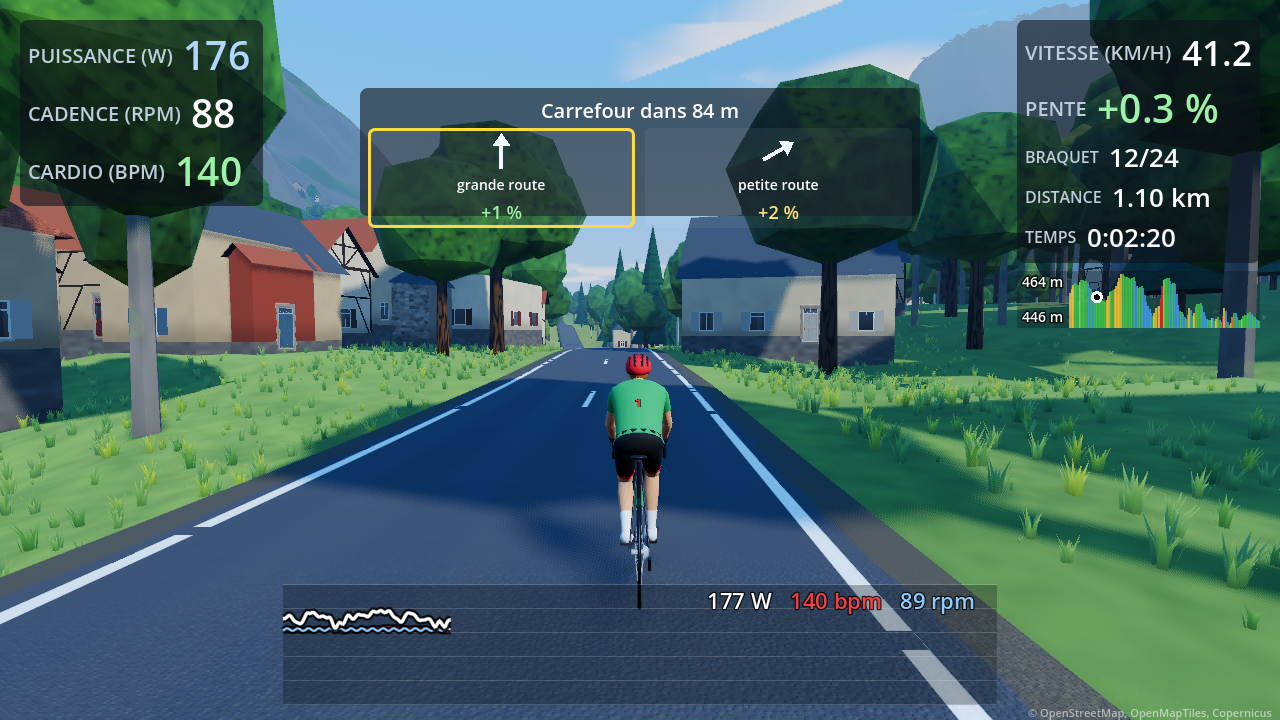 PUISSANCE (W) 176
CADENCE (RPM) 88
CARDIO (BPM) 140
Carrefour dans 84 m
grande route
+1 %
petite route
+2 %
VITESSE (KM/H) 41.2
PENTE +0.3 %
BRAQUET 12/24
DISTANCE 1.10 km
TEMPS 0:02:20
464 m
446 m
1
177 W 140 bpm 89 rpm
© OpenStreetMap, OpenMapTiles, Copernicus